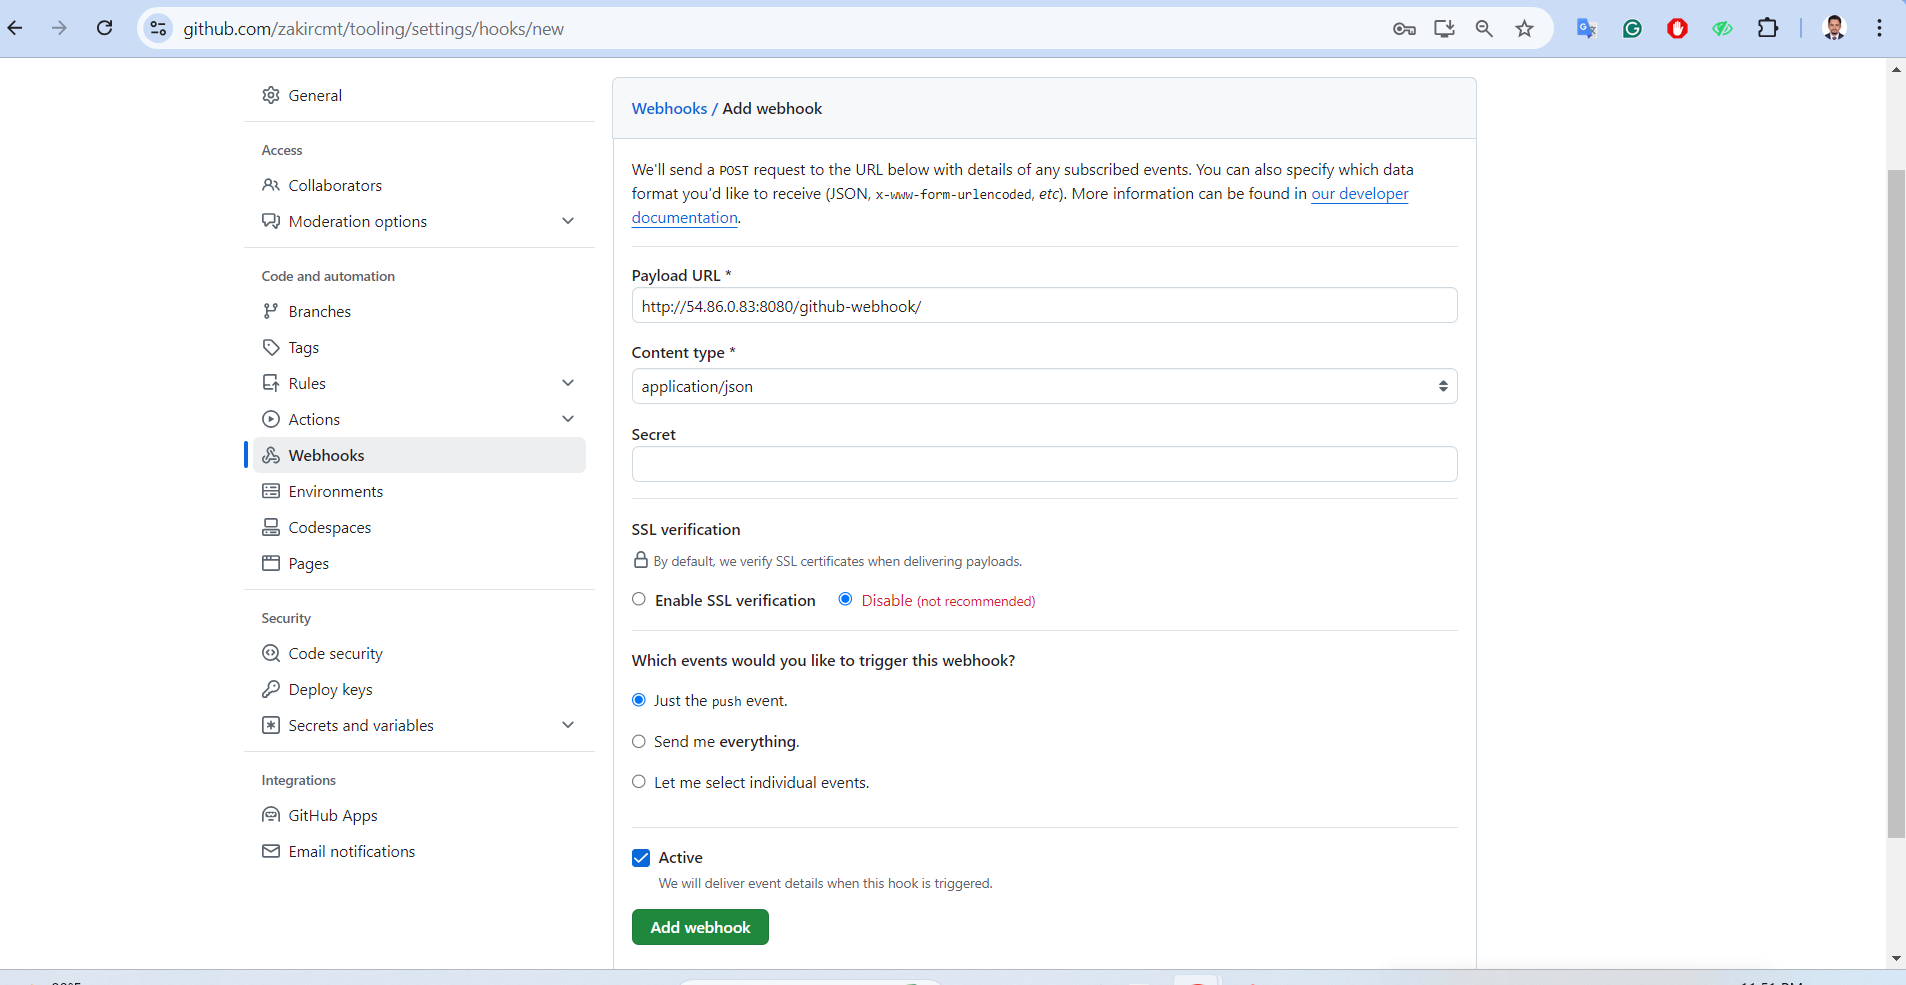 github.com/zakircmt/tooling/settings/hooks/new
General
Access
Collaborators
Moderation options
Code and automation
Branches
Tags
Rules
Actions
Webhooks
Environments
Codespaces
Pages
Security
Code security
Deploy keys
Secrets and variables
Integrations
GitHub Apps
Email notifications
Webhooks / Add webhook
We'll send a POST request to the URL below with details of any subscribed events. You can also specify which data
format you'd like to receive (JSON, x-www-form-urlencoded, etc). More information can be found in our developer
documentation.
Payload URL *
http://54.86.0.83:8080/github-webhook/
Content type *
application/json
Secret
SSL verification
By default, we verify SSL certificates when delivering payloads.
Enable SSL verification Disable (not recommended)
Which events would you like to trigger this webhook?
Just the push event.
Send me everything.
Let me select individual events.
Active
We will deliver event details when this hook is triggered.
Add webhook